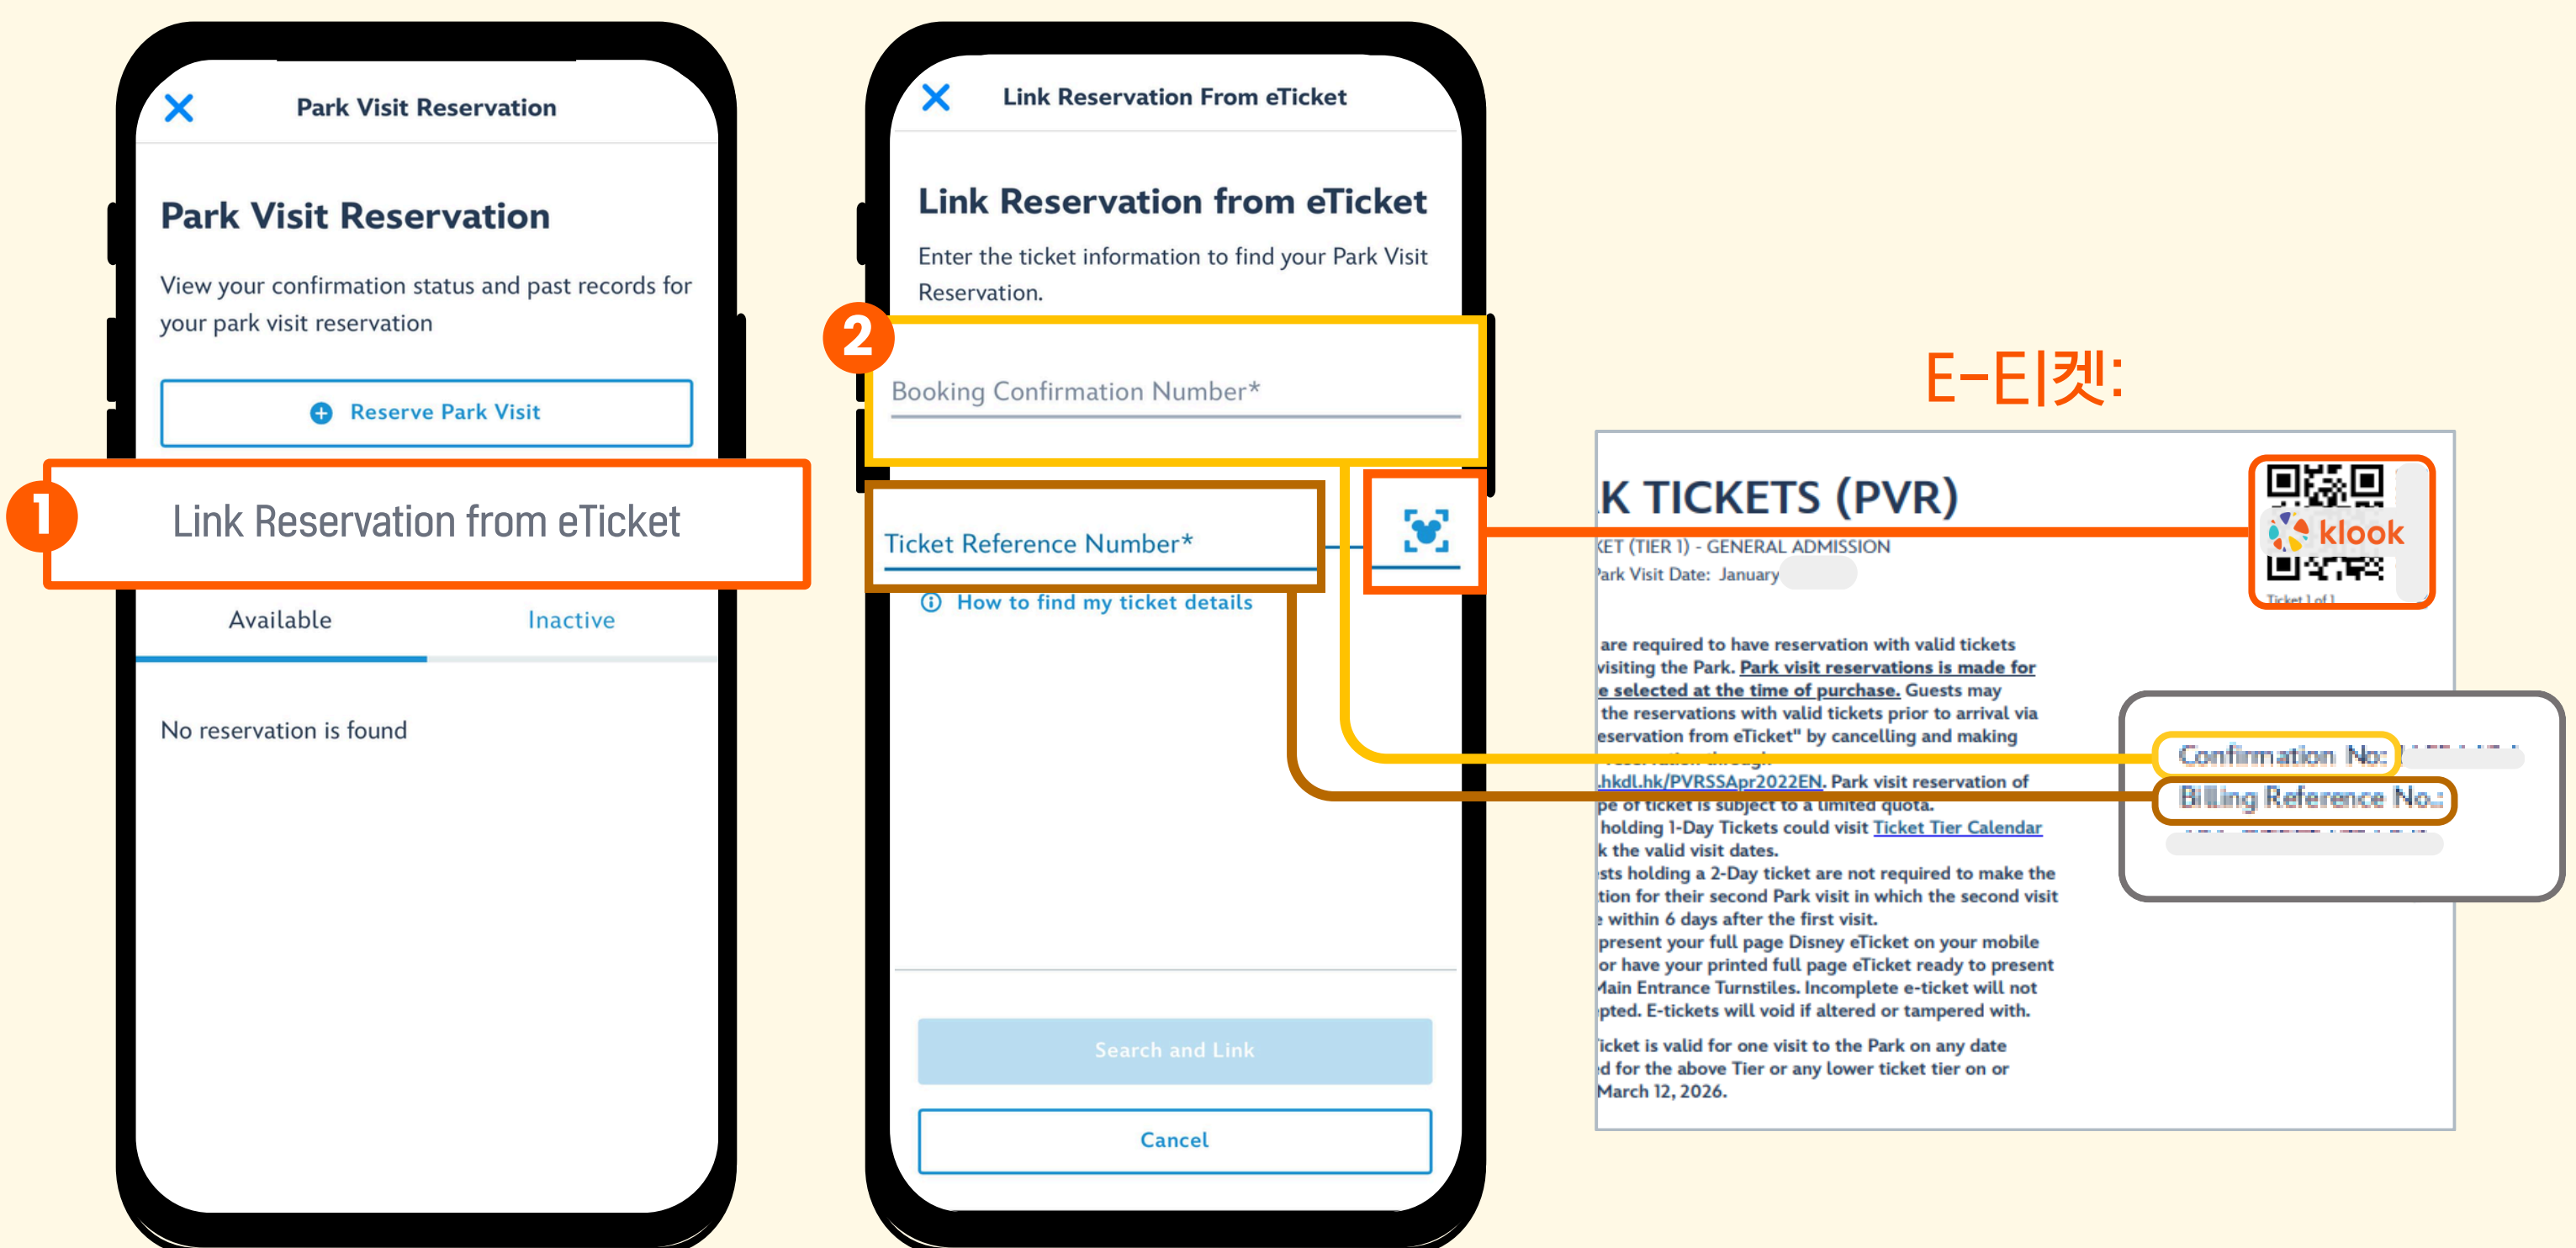 Park Visit Reservation
Park Visit Reservation
View your confirmation status and past records for
your park visit reservation
Reserve Park Visit
1
Link Reservation from eTicket
Available
Inactive
No reservation is found
Link Reservation From eTicket
Link Reservation from eTicket
Enter the ticket information to find your Park Visit
Reservation.
2
Booking Confirmation Number*
Ticket Reference Number*
How to find my ticket details
Search and Link
Cancel
E-티켓:
K TICKETS (PVR)
KET (TIER 1) - GENERAL ADMISSION
Park Visit Date: January
klook
Ticket 1 of 1
are required to have reservation with valid tickets
visiting the Park. Park visit reservations is made for
e selected at the time of purchase. Guests may
the reservations with valid tickets prior to arrival via
eservation from eTicket" by cancelling and making
.hkdl.hk/PVRSSApr2022EN. Park visit reservation of
pe of ticket is subject to a limited quota.
holding 1-Day Tickets could visit Ticket Tier Calendar
k the valid visit dates.
sts holding a 2-Day ticket are not required to make the
tion for their second Park visit in which the second visit
e within 6 days after the first visit.
present your full page Disney eTicket on your mobile
or have your printed full page eTicket ready to present
Main Entrance Turnstiles. Incomplete e-ticket will not
pted. E-tickets will void if altered or tampered with.
icket is valid for one visit to the Park on any date
d for the above Tier or any lower ticket tier on or
March 12, 2026.
Confirmation No:
Billing Reference No.: